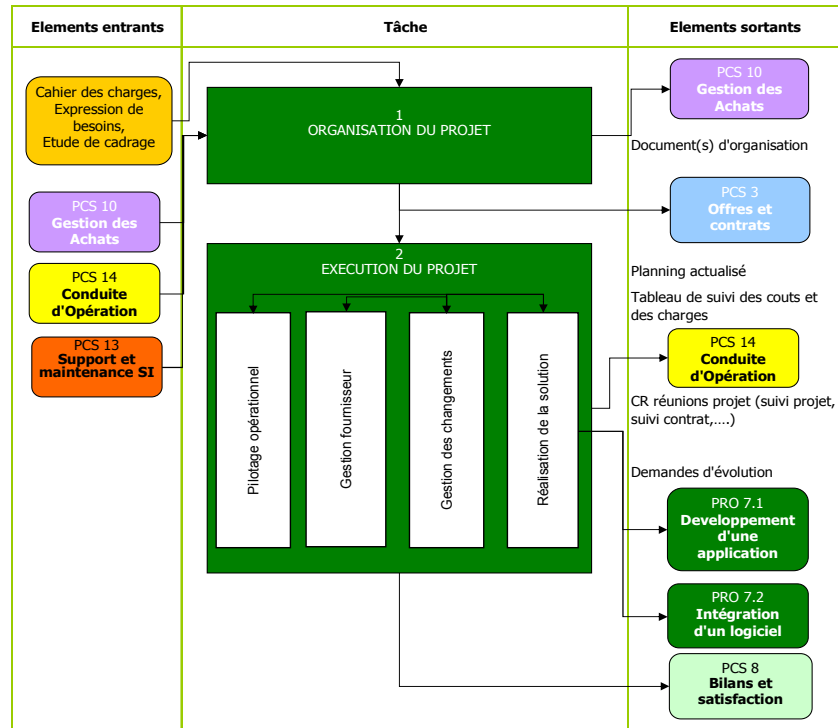 Elements entrants
Tâche
Elements sortants
Cahier des charges,
Expression de
besoins,
Etude de cadrage
PCS 10
Gestion des
Achats
PCS 14
Conduite
d'Opération
PCS 13
Support et
maintenance SI
1
ORGANISATION DU PROJET
2
EXECUTION DU PROJET
Pilotage opérationnel
Gestion fournisseur
Gestion des changements
Réalisation de la solution
PCS 10
Gestion des
Achats
Document(s) d'organisation
PCS 3
Offres et
contrats
Planning actualisé
Tableau de suivi des couts et
des charges
PCS 14
Conduite
d'Opération
CR réunions projet (suivi projet,
suivi contrat,....)
Demandes d'évolution
PRO 7.1
Developpement
d'une
application
PRO 7.2
Intégration
d'un logiciel
PCS 8
Bilans et
satisfaction